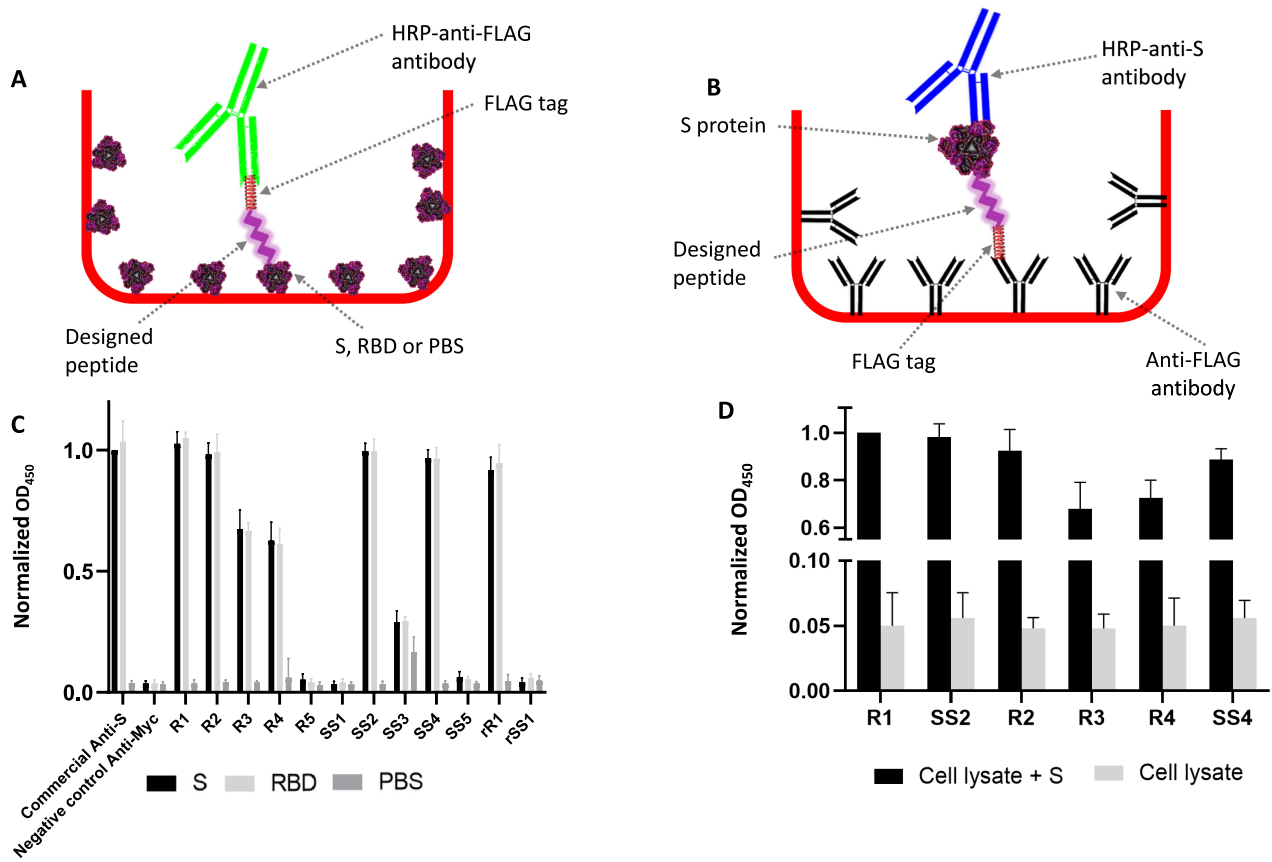 A
HRP-anti-FLAG
antibody
FLAG tag
Designed
peptide
S, RBD or PBS
B
HRP-anti-S
antibody
S protein
Designed
peptide
FLAG tag
Anti-FLAG
antibody
C
Normalized OD450
1.0
0.5
0.0
Commercial Anti-S
Negative control Anti-Myc
R1
R2
R3
R4
R5
SS1
SS2
SS3
SS4
SS5
rR1
rSS1
S RBD PBS
D
Normalized OD450
1.0
0.8
0.6
0.10
0.05
0.00
R1 SS2 R2 R3 R4 SS4
Cell lysate + S Cell lysate